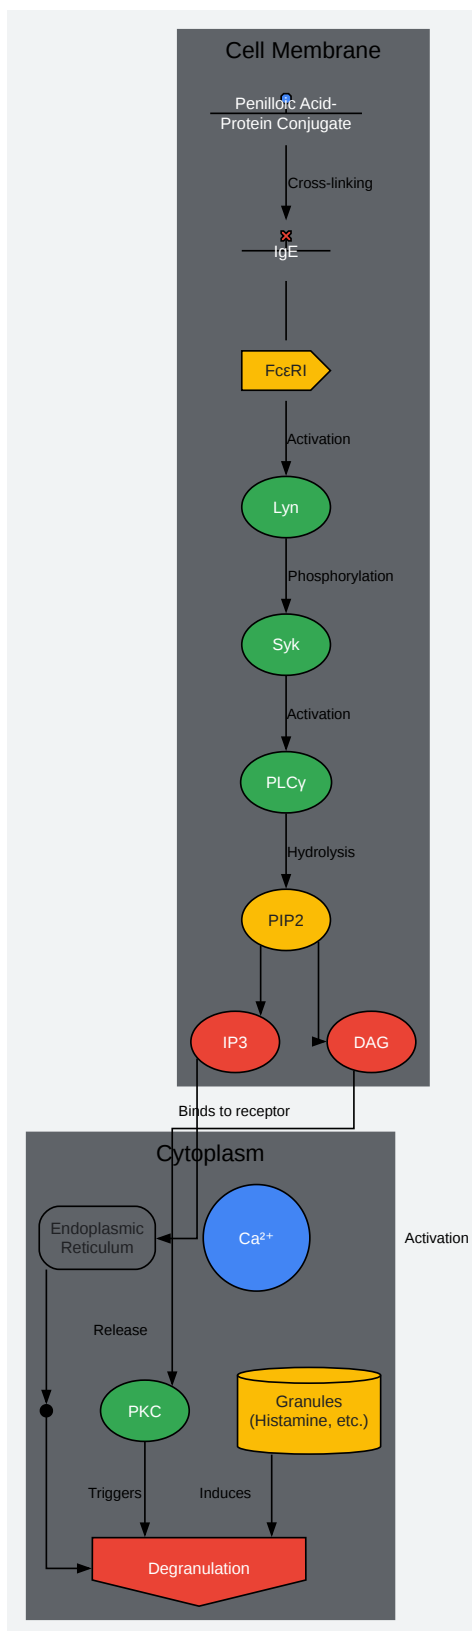 Cell Membrane
Penilloic Acid-
Protein Conjugate
Cross-linking
IgE
FcεRI
Activation
Lyn
Phosphorylation
Syk
Activation
PLCγ
Hydrolysis
PIP2
IP3
DAG
Binds to receptor
Cytoplasm
Endoplasmic
Reticulum
Ca²⁺
Activation
Release
PKC
Granules
(Histamine, etc.)
Triggers
Induces
Degranulation